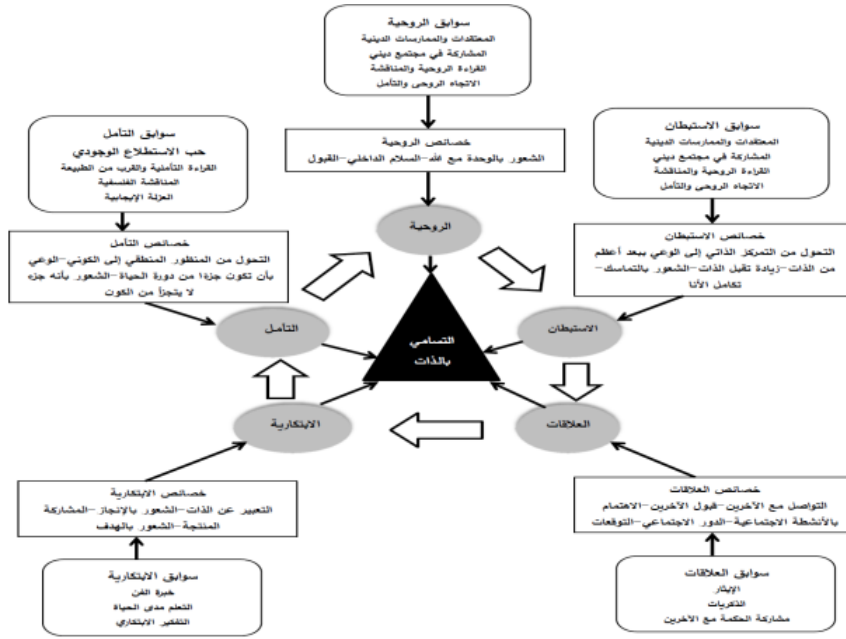 سوابق الروحية
المعتقدات والممارسات الدينية
المشاركة في مجتمع ديني
القراءة الروحية والمناقشة
الاتجاه الروحي والتأمل
خصائص الروحية
الشعور بالوحدة مع لله-السلام الداخلي-القبول
الروحية
سوابق الاستبطان
المعتقدات والممارسات الدينية
المشاركة في مجتمع ديني
القراءة الروحية والمناقشة
الاتجاه الروحي والتأمل
خصائص الاستبطان
التحول من التمركز الذاتي إلى الوعي ببعد أعظم
من الذات-زيادة تقبل الذات-الشعور بالتماسك-
تكامل الأنا
الاستبطان
سوابق التأمل
حب الاستطلاع الوجودي
القراءة التأملية والقرب من الطبيعة
المناقشة الفلسفية
العزلة الإيجابية
خصائص التأمل
التحول من المنظور المنطقي إلى الكوني-الوعي
بأن تكون جزءا من دورة الحياة-الشعور بأنه جزء
لا يتجزأ من الكون
التأمل
التسامي
بالذات
العلاقات
الابتكارية
خصائص العلاقات
التواصل مع الآخرين-قبول الآخرين-الاهتمام
بالأنشطة الاجتماعية-الدور الاجتماعي-التوقعات
سوابق العلاقات
الإيثار
الذكريات
مشاركة الحكمة مع الآخرين
خصائص الابتكارية
التعبير عن الذات-الشعور بالإنجاز-المشاركة
المنتجة-الشعور بالهدف
سوابق الابتكارية
خبرة الفن
التعلم مدى الحياة
التفكير الابتكاري